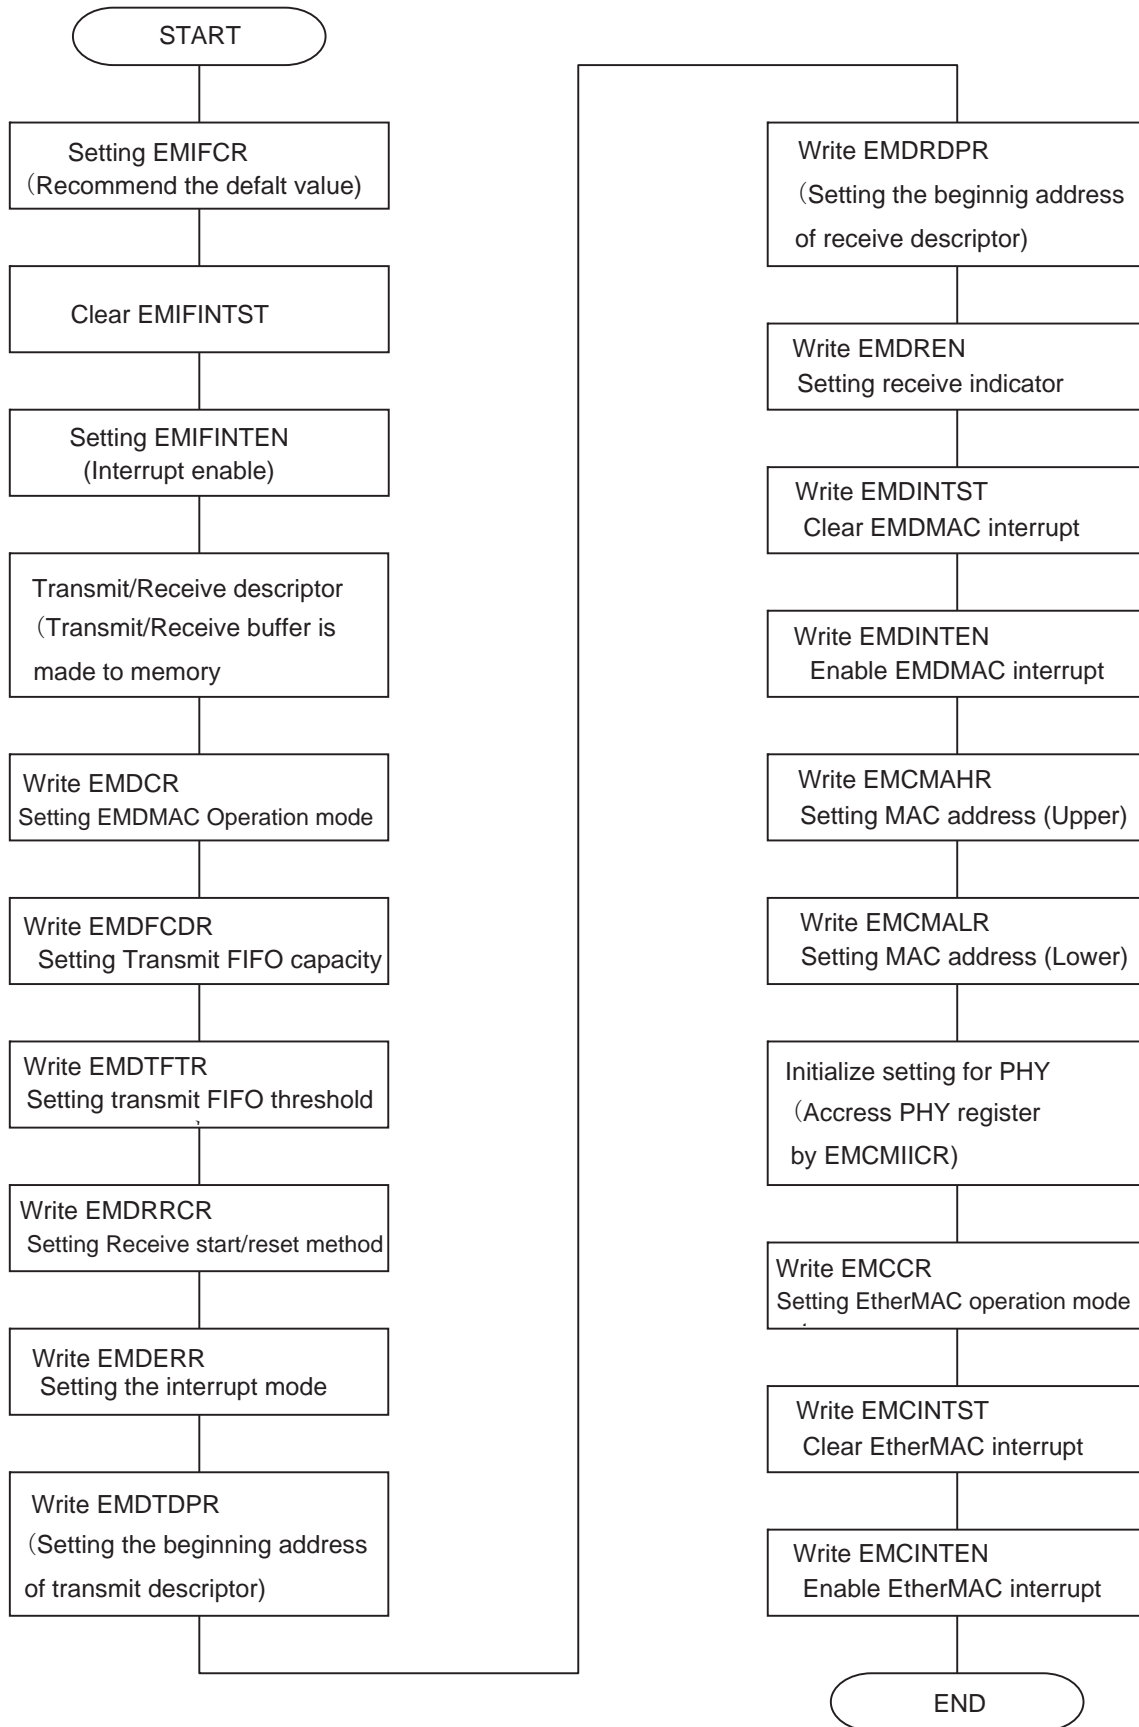 START
Setting EMIFCR
（Recommend the defalt value)
Clear EMIFINTST
Setting EMIFINTEN
(Interrupt enable)
Transmit/Receive descriptor
（Transmit/Receive buffer is
made to memory
Write EMDCR
Setting EMDMAC Operation mode
Write EMDFCDR
Setting Transmit FIFO capacity
Write EMDTFTR
Setting transmit FIFO threshold
Write EMDRRCR
Setting Receive start/reset method
Write EMDERR
Setting the interrupt mode
Write EMDTDPR
（Setting the beginning address
of transmit descriptor)
Write EMDRDPR
（Setting the beginnig address
of receive descriptor)
Write EMDREN
Setting receive indicator
Write EMDINTST
Clear EMDMAC interrupt
Write EMDINTEN
Enable EMDMAC interrupt
Write EMCMAHR
Setting MAC address (Upper)
Write EMCMALR
Setting MAC address (Lower)
Initialize setting for PHY
（Accress PHY register
by EMCMIICR)
Write EMCCR
Setting EtherMAC operation mode
Write EMCINTST
Clear EtherMAC interrupt
Write EMCINTEN
Enable EtherMAC interrupt
END